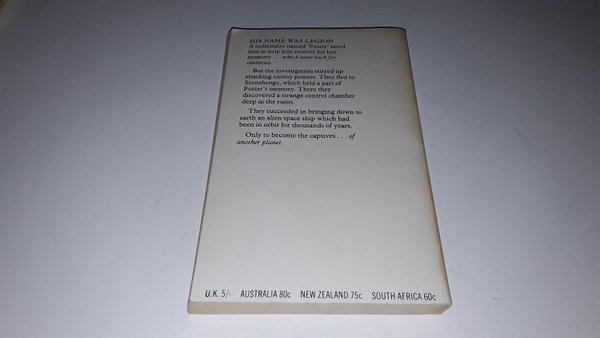 HIS NAME WAS LEGION
A millionaire named 'Foster' hired
him to help him recover his lost
memory . . . which went back for
centuries.
But the investigation stirred up
attacking enemy powers. They fled to
Stonehenge, which held a part of
Foster's memory. There they
discovered a strange control chamber
deep in the ruins.
They succeeded in bringing down to
earth an alien space ship which had
been in orbit for thousands of years.
Only to become the captives . . . of
another planet.
U.K. 5/- AUSTRALIA 80c NEW ZEALAND 75c SOUTH AFRICA 60c